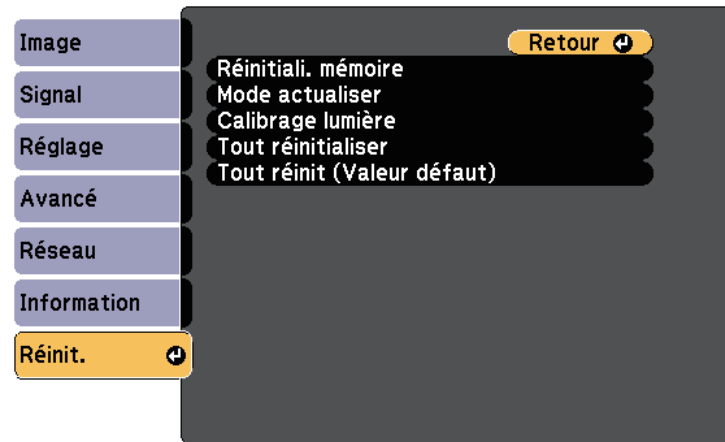 Image
Signal
Réglage
Avancé
Réseau
Information
Réinit.
Retour
Réinitiali. mémoire
Mode actualiser
Calibrage lumière
Tout réinitialiser
Tout réinit (Valeur défaut)